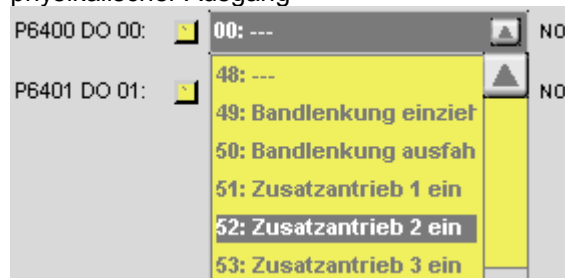 physikalischer Ausgang
P6400 DO 00: 00: --- NO
48: ---
P6401 DO 01: NO
49: Bandlenkung einzieh
50: Bandlenkung ausfah
51: Zusatzantrieb 1 ein
52: Zusatzantrieb 2 ein
53: Zusatzantrieb 3 ein